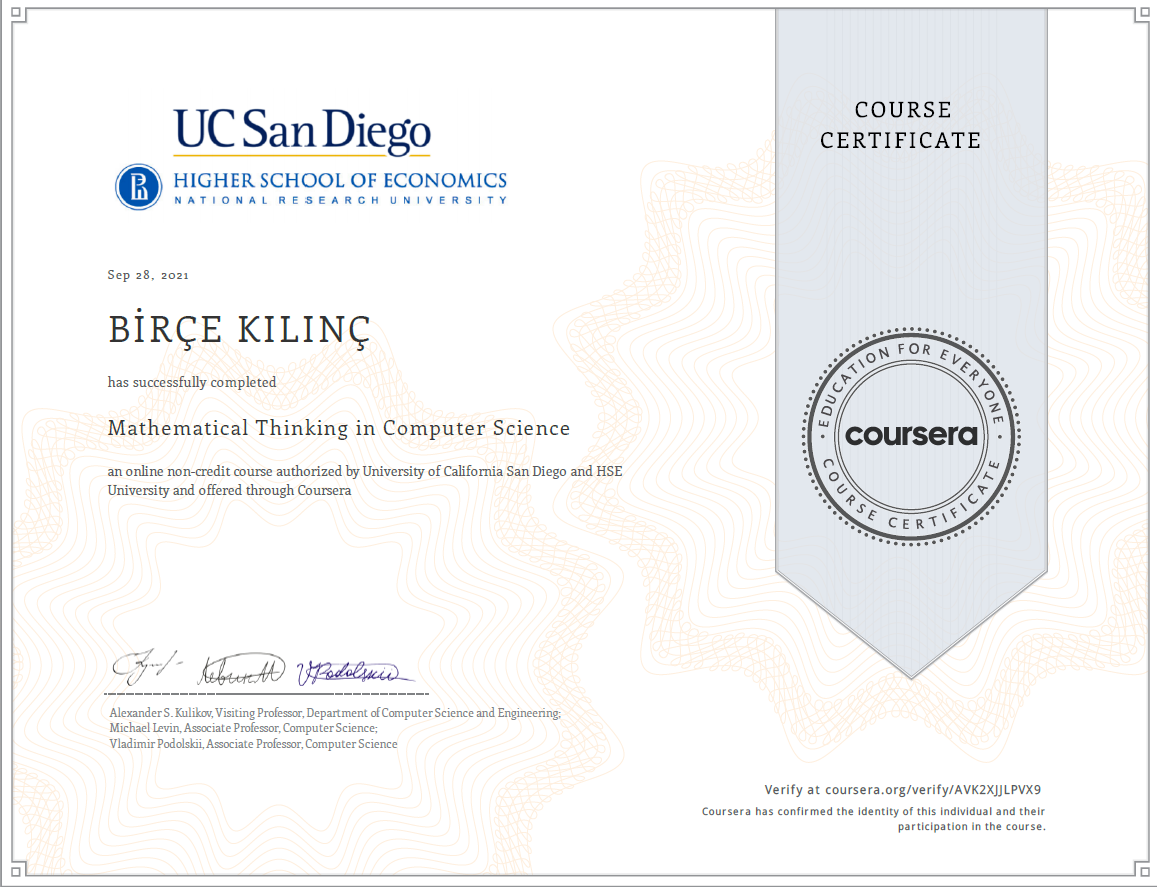 UC San Diego
HIGHER SCHOOL OF ECONOMICS
NATIONAL RESEARCH UNIVERSITY
Sep 28, 2021
BİRÇE KILINÇ
has successfully completed
Mathematical Thinking in Computer Science
an online non-credit course authorized by University of California San Diego and HSE
University and offered through Coursera
V Podolskii
Alexander S. Kulikov, Visiting Professor, Department of Computer Science and Engineering;
Michael Levin, Associate Professor, Computer Science;
Vladimir Podolskii, Associate Professor, Computer Science
COURSE
CERTIFICATE
EDUCATION FOR EVERYONE
coursera
COURSE CERTIFICATE
Verify at coursera.org/verify/AVK2XJJLPVX9
Coursera has confirmed the identity of this individual and their
participation in the course.